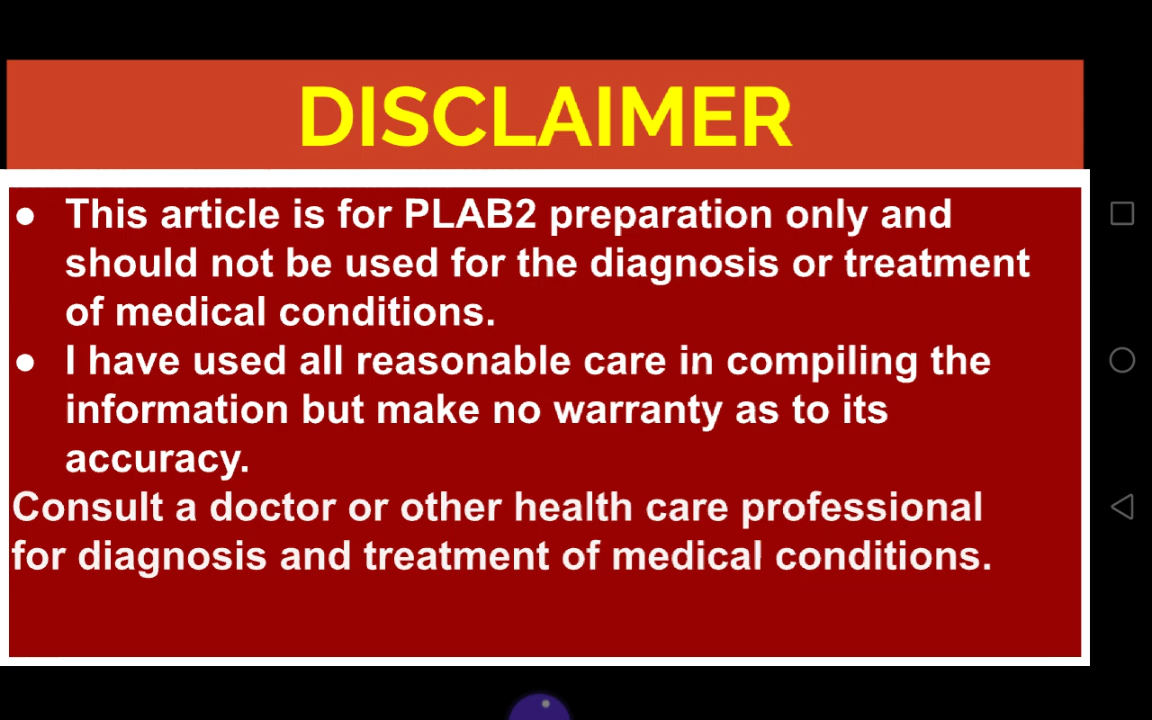 DISCLAIMER
● This article is for PLAB2 preparation only and
should not be used for the diagnosis or treatment
of medical conditions.
● I have used all reasonable care in compiling the
information but make no warranty as to its
accuracy.
Consult a doctor or other health care professional
for diagnosis and treatment of medical conditions.